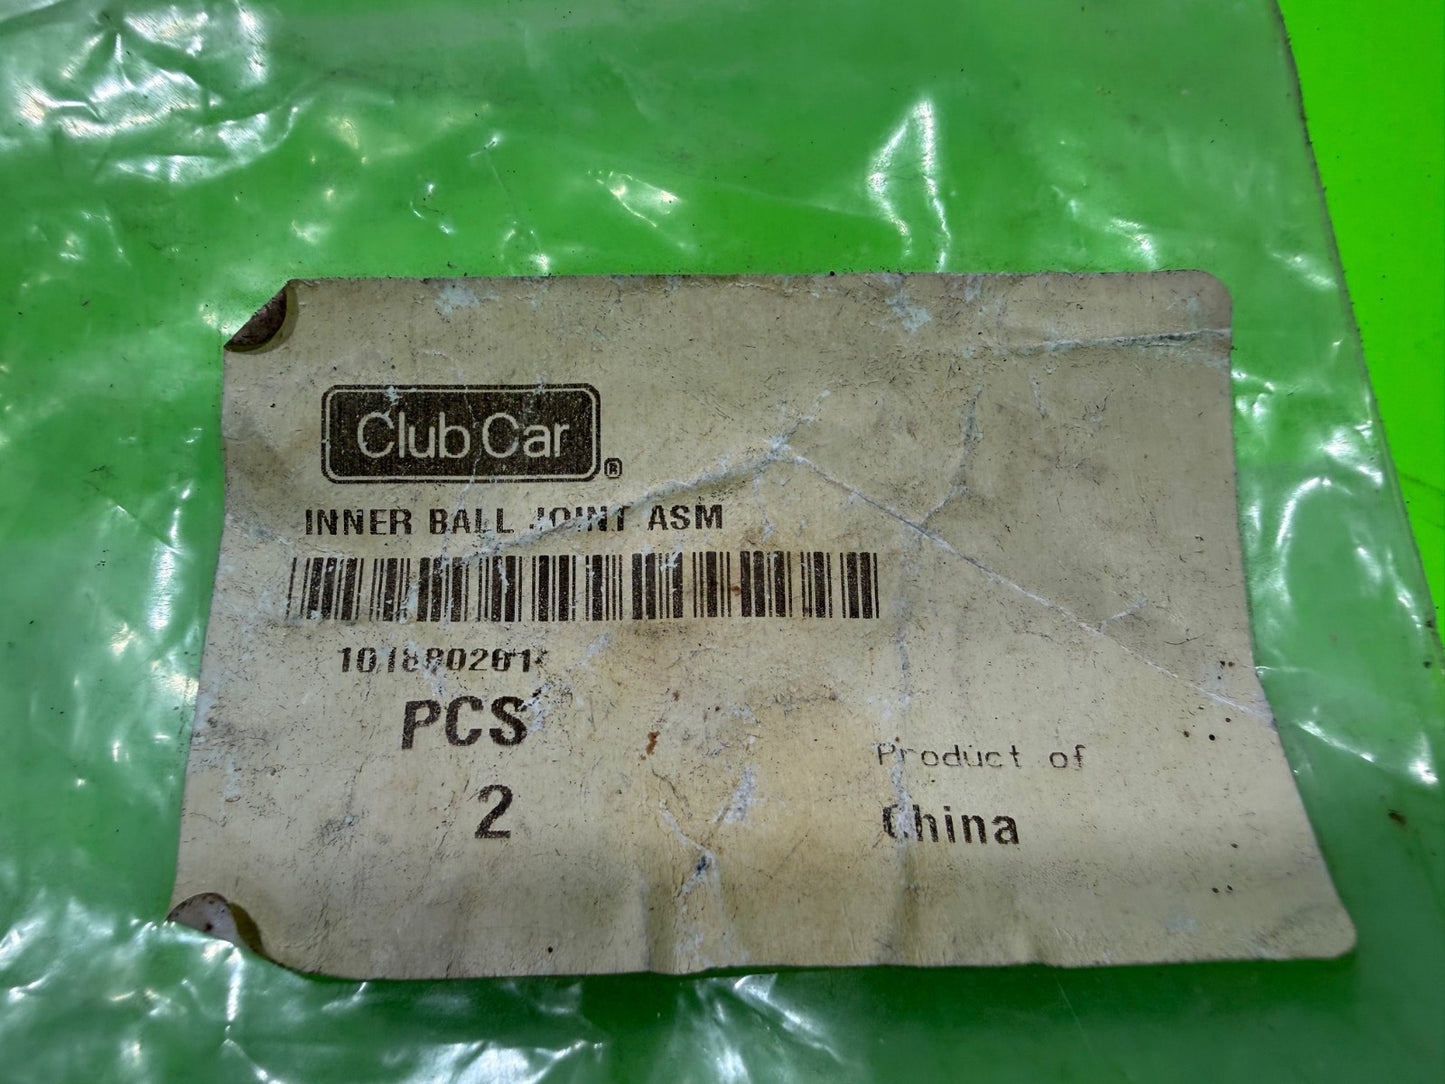 Club Car®
INNER BALL JOINT ASM
PCS
2
Product of
China